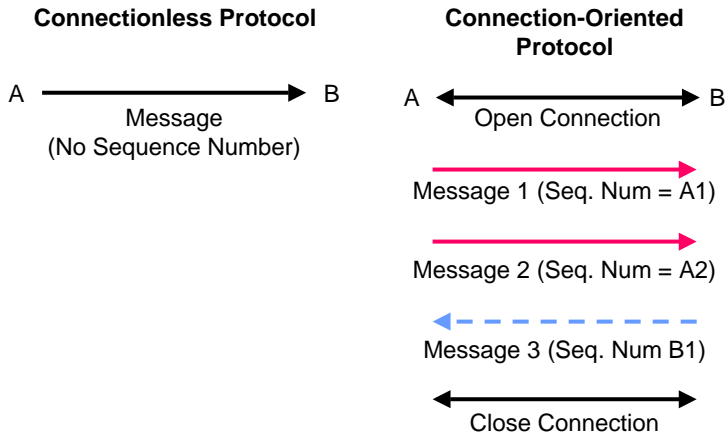 Connectionless Protocol
A
B
Message
(No Sequence Number)
Connection-Oriented
Protocol
A
B
Open Connection
Message 1 (Seq. Num = A1)
Message 2 (Seq. Num = A2)
Message 3 (Seq. Num B1)
Close Connection